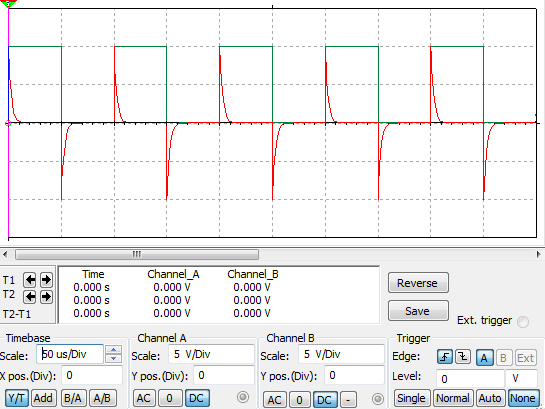 Time Channel_A Channel_B
T1 0.000 s 0.000 V 0.000 V
T2 0.000 s 0.000 V 0.000 V
T2-T1 0.000 s 0.000 V 0.000 V
Reverse
Save
Ext. trigger
Timebase
Scale: 50 us/Div
X pos.(Div): 0
Y/T Add B/A A/B
Channel A
Scale: 5 V/Div
Y pos.(Div): 0
AC 0 DC
Channel B
Scale: 5 V/Div
Y pos.(Div): 0
AC 0 DC -
Trigger
Edge: A B Ext
Level: 0 V
Single Normal Auto None